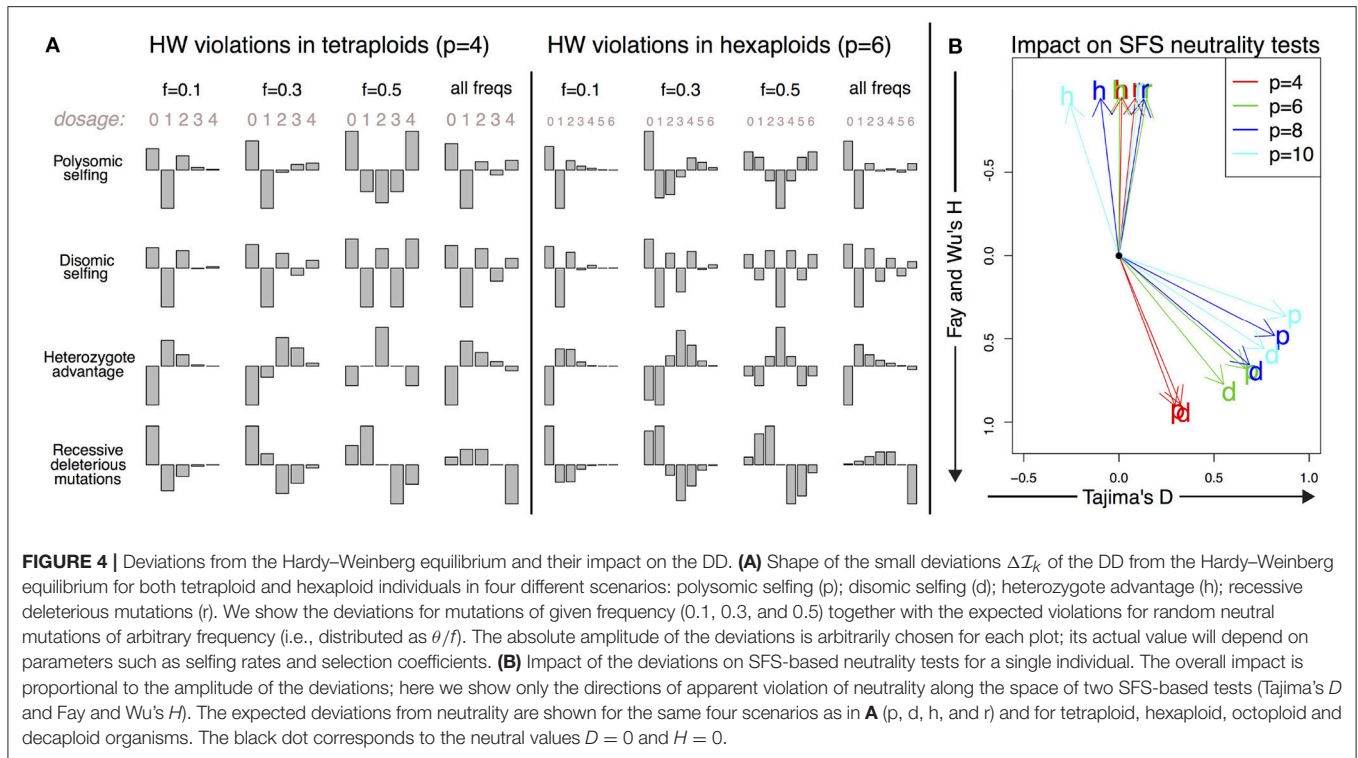 A
HW violations in tetraploids (p=4)
HW violations in hexaploids (p=6)
f=0.1 f=0.3 f=0.5 all freqs
f=0.1 f=0.3 f=0.5 all freqs
dosage: 0 1 2 3 4 0 1 2 3 4 0 1 2 3 4 0 1 2 3 4
0 1 2 3 4 5 6 0 1 2 3 4 5 6 0 1 2 3 4 5 6 0 1 2 3 4 5 6
Polysomic
selfing
Disomic
selfing
Heterozygote
advantage
Recessive
deleterious
mutations
B
Impact on SFS neutrality tests
p=4
p=6
p=8
p=10
h h h r r
p
p
d
p
d
d
p d
Fay and Wu's H
-0.5
0.0
0.5
1.0
−0.5 0.0 0.5 1.0
Tajima's D
FIGURE 4 | Deviations from the Hardy–Weinberg equilibrium and their impact on the DD. (A) Shape of the small deviations Δ𝓘ₖ of the DD from the Hardy–Weinberg
equilibrium for both tetraploid and hexaploid individuals in four different scenarios: polysomic selfing (p); disomic selfing (d); heterozygote advantage (h); recessive
deleterious mutations (r). We show the deviations for mutations of given frequency (0.1, 0.3, and 0.5) together with the expected violations for random neutral
mutations of arbitrary frequency (i.e., distributed as θ/f). The absolute amplitude of the deviations is arbitrarily chosen for each plot; its actual value will depend on
parameters such as selfing rates and selection coefficients. (B) Impact of the deviations on SFS-based neutrality tests for a single individual. The overall impact is
proportional to the amplitude of the deviations; here we show only the directions of apparent violation of neutrality along the space of two SFS-based tests (Tajima's D
and Fay and Wu's H). The expected deviations from neutrality are shown for the same four scenarios as in A (p, d, h, and r) and for tetraploid, hexaploid, octoploid and
decaploid organisms. The black dot corresponds to the neutral values D = 0 and H = 0.